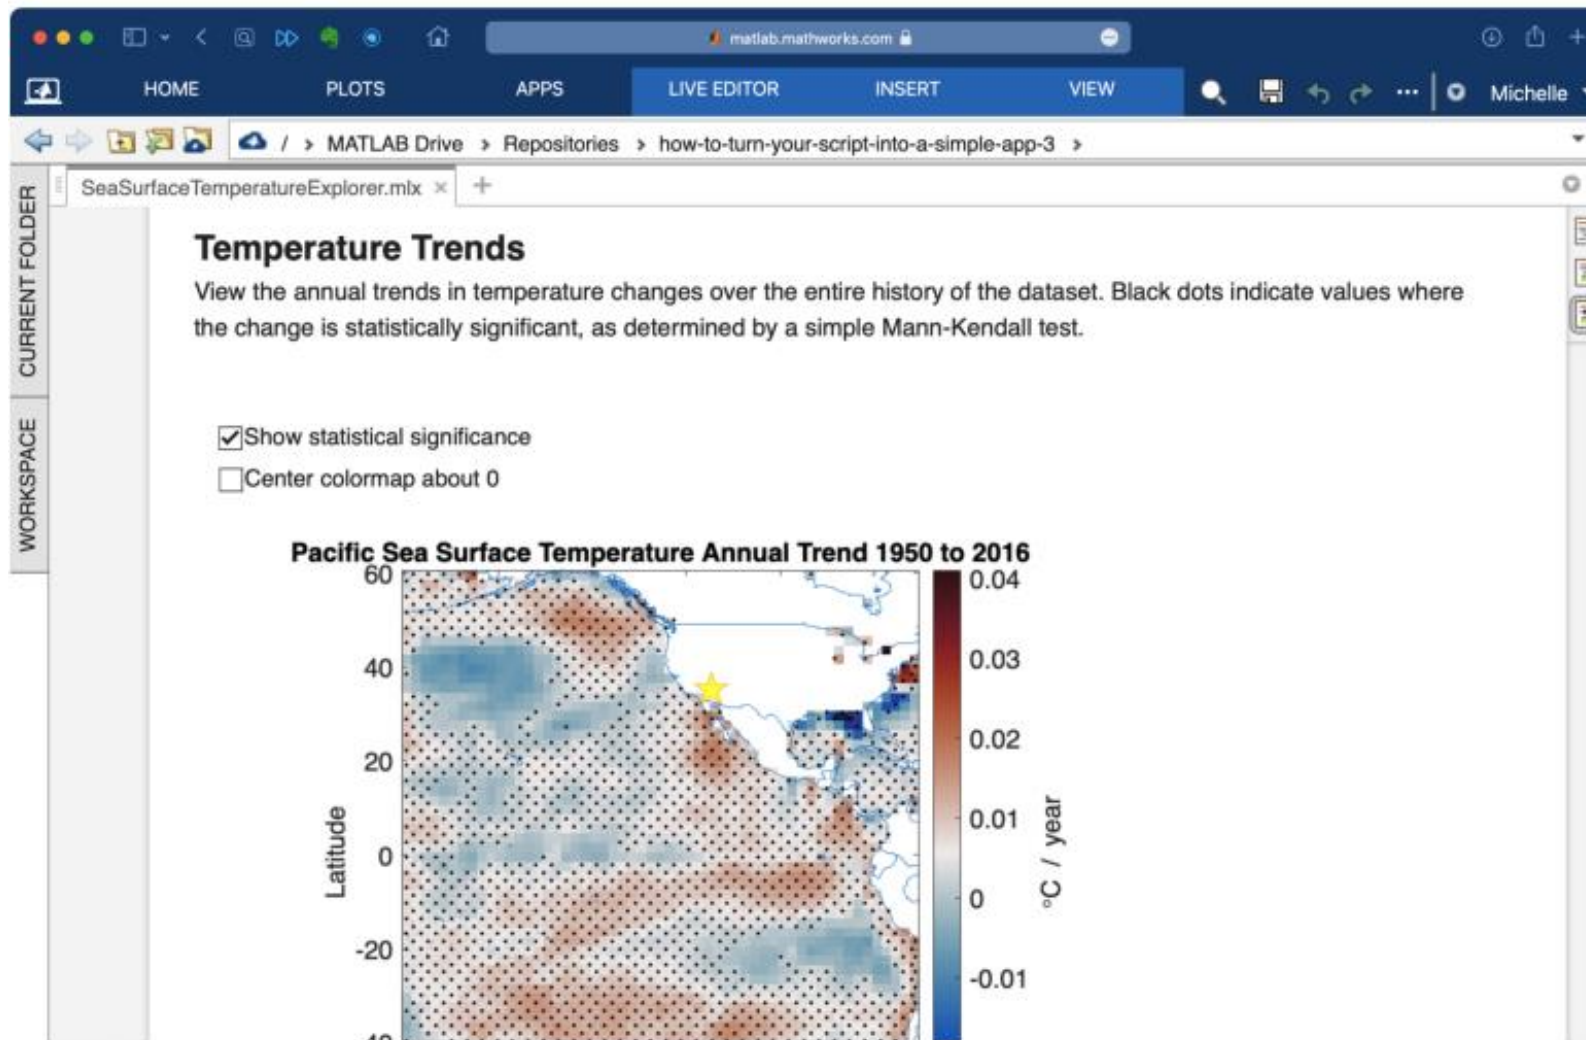 matlab.mathworks.com
HOME PLOTS APPS LIVE EDITOR INSERT VIEW Michelle
/ > MATLAB Drive > Repositories > how-to-turn-your-script-into-a-simple-app-3 >
SeaSurfaceTemperatureExplorer.mlx × +
CURRENT FOLDER
WORKSPACE
Temperature Trends
View the annual trends in temperature changes over the entire history of the dataset. Black dots indicate values where
the change is statistically significant, as determined by a simple Mann-Kendall test.
Show statistical significance
Center colormap about 0
Pacific Sea Surface Temperature Annual Trend 1950 to 2016
60
40
20
0
-20
Latitude
0.04
0.03
0.02
0.01
0
-0.01
°C / year